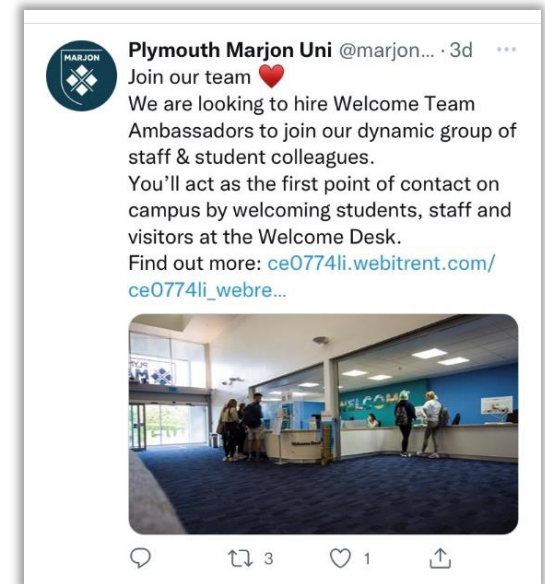 MARJON
Plymouth Marjon Uni @marjon... · 3d
Join our team ❤️
We are looking to hire Welcome Team
Ambassadors to join our dynamic group of
staff & student colleagues.
You'll act as the first point of contact on
campus by welcoming students, staff and
visitors at the Welcome Desk.
Find out more: ce0774li.webitrent.com/
ce0774li_webre...
WELCOME
Welcome Desk
3
1